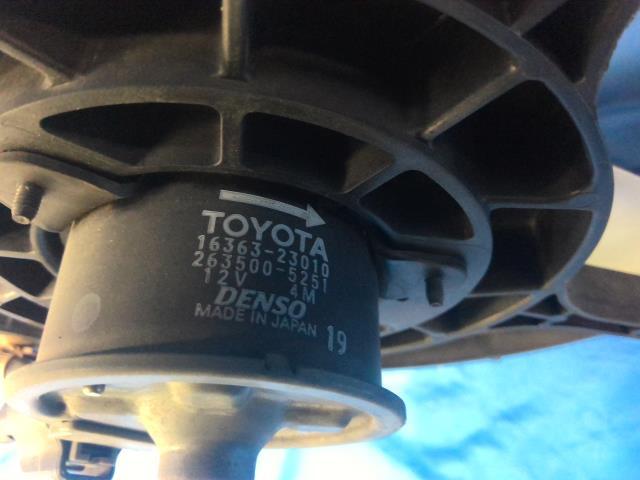 TOYOTA
16363-23010
263500-5251
12V 4M
DENSO
MADE IN JAPAN 19